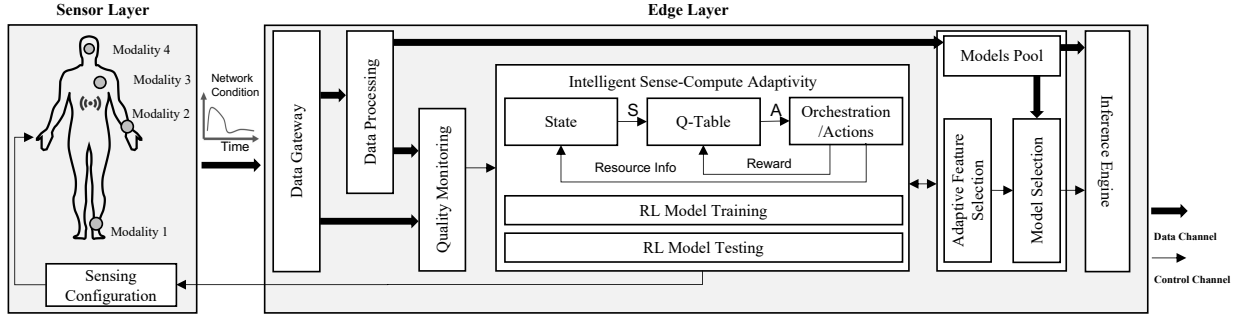 Sensor Layer
Edge Layer
Modality 4
Modality 3
Modality 2
Modality 1
Sensing
Configuration
Network
Condition
Time
Data Gateway
Data Processing
Quality Monitoring
Intelligent Sense-Compute Adaptivity
State
S
Q-Table
A
Orchestration
/Actions
Resource Info
Reward
RL Model Training
RL Model Testing
Models Pool
Adaptive Feature
Selection
Model Selection
Inference Engine
Data Channel
Control Channel